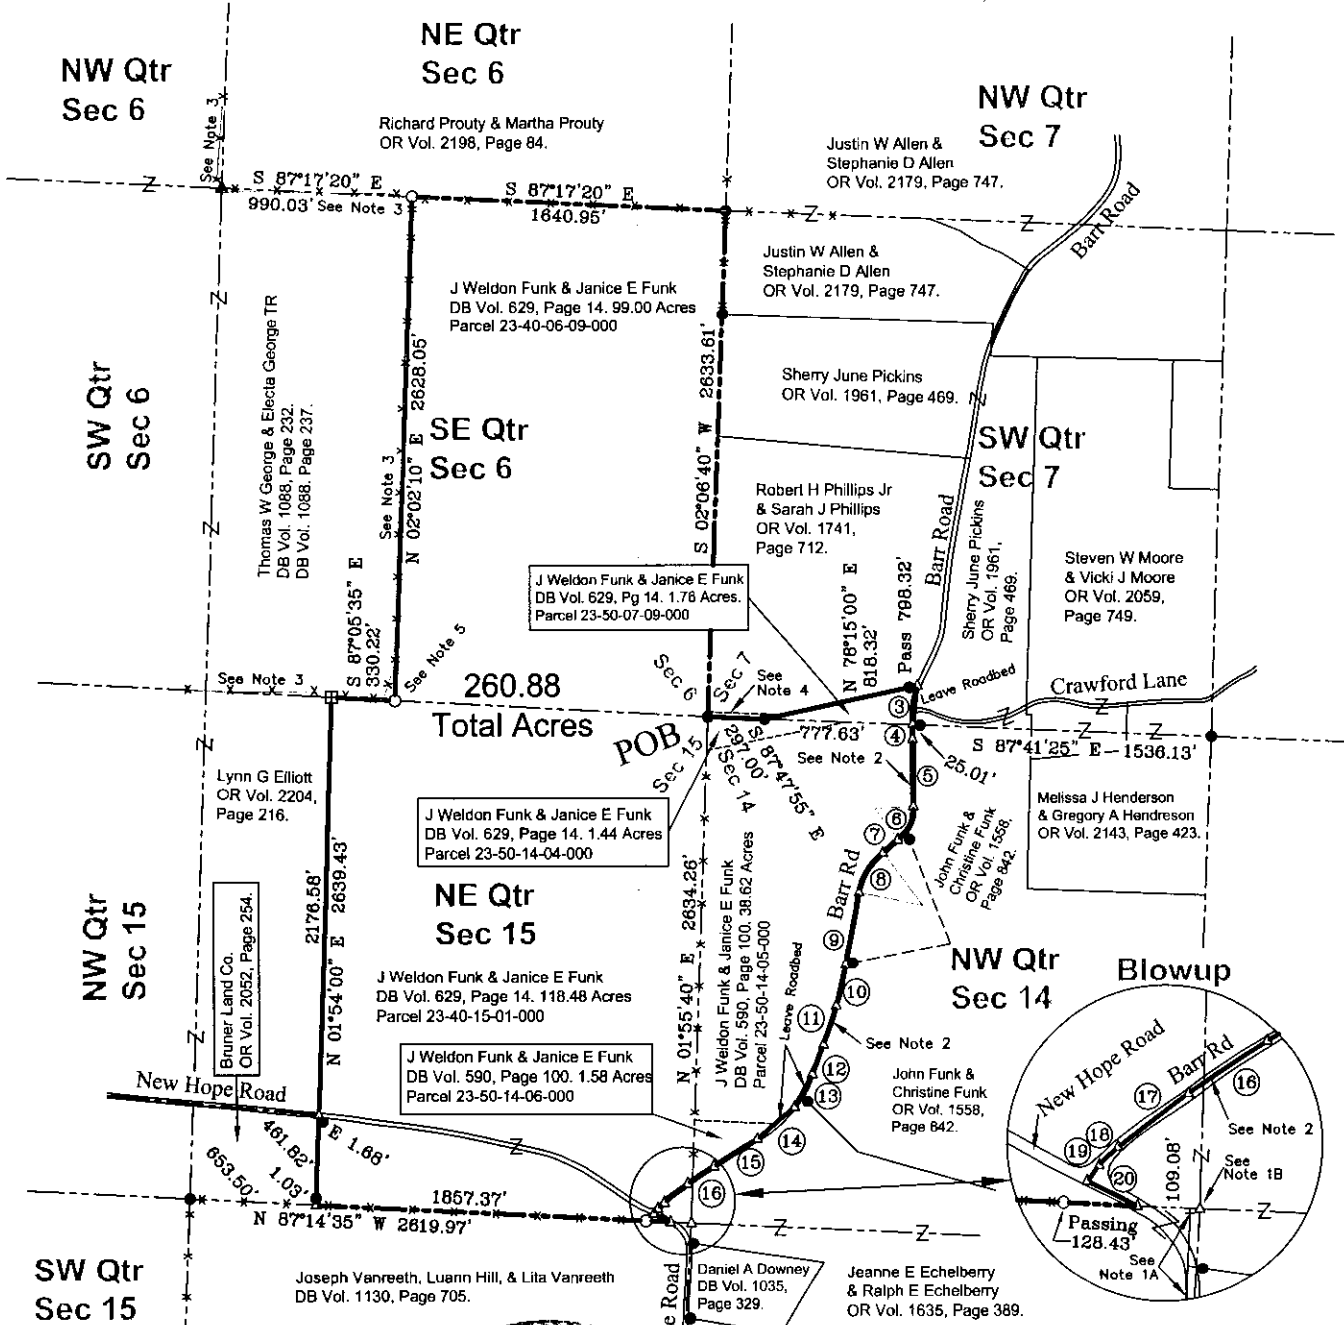 NE Qtr
Sec 6
NW Qtr
Sec 6
NW Qtr
Sec 7
See Note 3
Richard Prouty & Martha Prouty
OR Vol. 2198, Page 84.
Justin W Allen &
Stephanie D Allen
OR Vol. 2179, Page 747.
Barr Road
Z
S 87°17'20" E
990.03' See Note 3
S 87°17'20" E
1640.95'
Z
Z
Justin W Allen &
Stephanie D Allen
OR Vol. 2179, Page 747.
J Weldon Funk & Janice E Funk
DB Vol. 629, Page 14. 99.00 Acres
Parcel 23-40-06-09-000
Z
Thomas W George & Electa George TR
DB Vol. 1088, Page 232.
DB Vol. 1088, Page 237.
N 02°02'10" E 2628.05'
See Note 3
S 02°06'40" W 2633.61'
Sherry June Pickins
OR Vol. 1961, Page 469.
Z
SW Qtr
Sec 6
SE Qtr
Sec 6
SW Qtr
Sec 7
Z
Robert H Phillips Jr
& Sarah J Phillips
OR Vol. 1741,
Page 712.
Barr Road
Sherry June Pickins
OR Vol. 1961,
Page 469.
Steven W Moore
& Vicki J Moore
OR Vol. 2059,
Page 749.
J Weldon Funk & Janice E Funk
DB Vol. 629, Pg 14. 1.76 Acres.
Parcel 23-50-07-09-000
N 78°15'00" E
818.32'
Pass 798.32'
S 87°05'35" E
330.22'
See Note 5
See Note 3
260.88
Total Acres
Sec 6
Sec 7
See
Note 4
Leave Roadbed
Crawford Lane
Z
Z
POB
Sec 15
Sec 14
297.00'
S 87°47'55" E
777.63'
See Note 2
3
4
5
25.01'
S 87°41'25" E 1536.13'
Lynn G Elliott
OR Vol. 2204,
Page 216.
J Weldon Funk & Janice E Funk
DB Vol. 629, Page 14. 1.44 Acres
Parcel 23-50-14-04-000
Melissa J Henderson
& Gregory A Hendreson
OR Vol. 2143, Page 423.
6
7
8
John Funk &
Christine Funk
OR Vol. 1558,
Page 842.
Barr Rd
NW Qtr
Sec 15
Bruner Land Co.
OR Vol. 2052, Page 254.
2176.58'
N 01°54'00" E 2639.43'
NE Qtr
Sec 15
N 01°55'40" E 2634.26'
J Weldon Funk & Janice E Funk
DB Vol. 590, Page 100. 38.62 Acres
Parcel 23-50-14-05-000
Leave Roadbed
9
NW Qtr
Sec 14
J Weldon Funk & Janice E Funk
DB Vol. 629, Page 14. 118.48 Acres
Parcel 23-40-15-01-000
10
11
See Note 2
Z
J Weldon Funk & Janice E Funk
DB Vol. 590, Page 100. 1.58 Acres
Parcel 23-50-14-06-000
12
13
14
15
16
John Funk &
Christine Funk
OR Vol. 1558,
Page 842.
New Hope Road
Z
461.82'
E 1.68'
653.50'
1.03'
1857.37'
N 87°14'35" W 2619.97'
Z
Z
Blowup
New Hope Road
Barr Rd
17
16
18
19
20
See Note 2
109.08'
Z
See
Note 1B
Passing
128.43'
Z
See
Note 1A
SW Qtr
Sec 15
Joseph Vanreeth, Luann Hill, & Lita Vanreeth
DB Vol. 1130, Page 705.
e Road
Daniel A Downey
DB Vol. 1035,
Page 329.
Jeanne E Echelberry
& Ralph E Echelberry
OR Vol. 1635, Page 389.